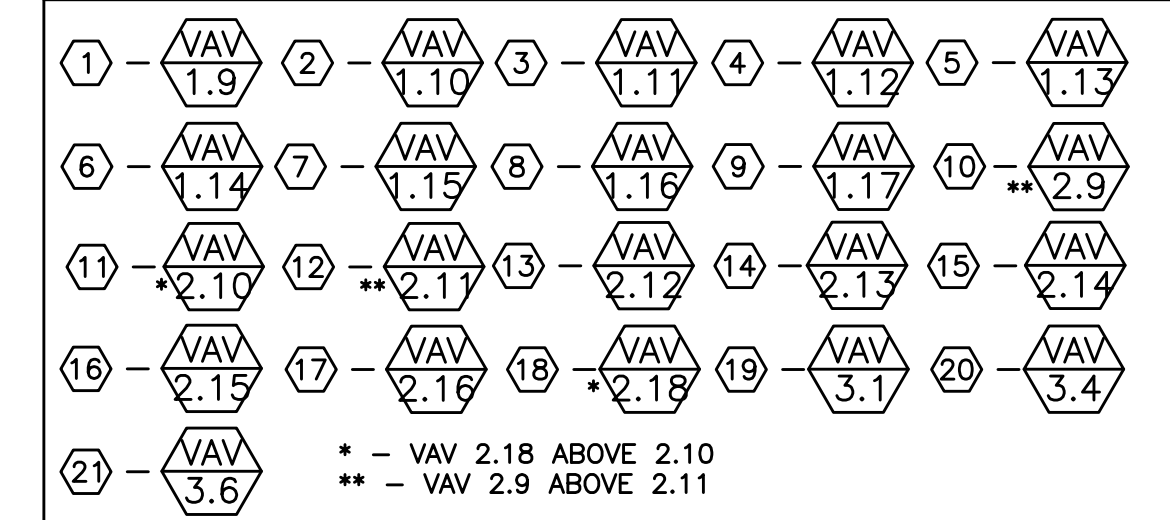 1 – VAV 1.9 2 – VAV 1.10 3 – VAV 1.11 4 – VAV 1.12 5 – VAV 1.13
6 – VAV 1.14 7 – VAV 1.15 8 – VAV 1.16 9 – VAV 1.17 10 – ** VAV 2.9
11 – * VAV 2.10 12 – ** VAV 2.11 13 – VAV 2.12 14 – VAV 2.13 15 – VAV 2.14
16 – VAV 2.15 17 – VAV 2.16 18 – * VAV 2.18 19 – VAV 3.1 20 – VAV 3.4
21 – VAV 3.6
* – VAV 2.18 ABOVE 2.10
** – VAV 2.9 ABOVE 2.11